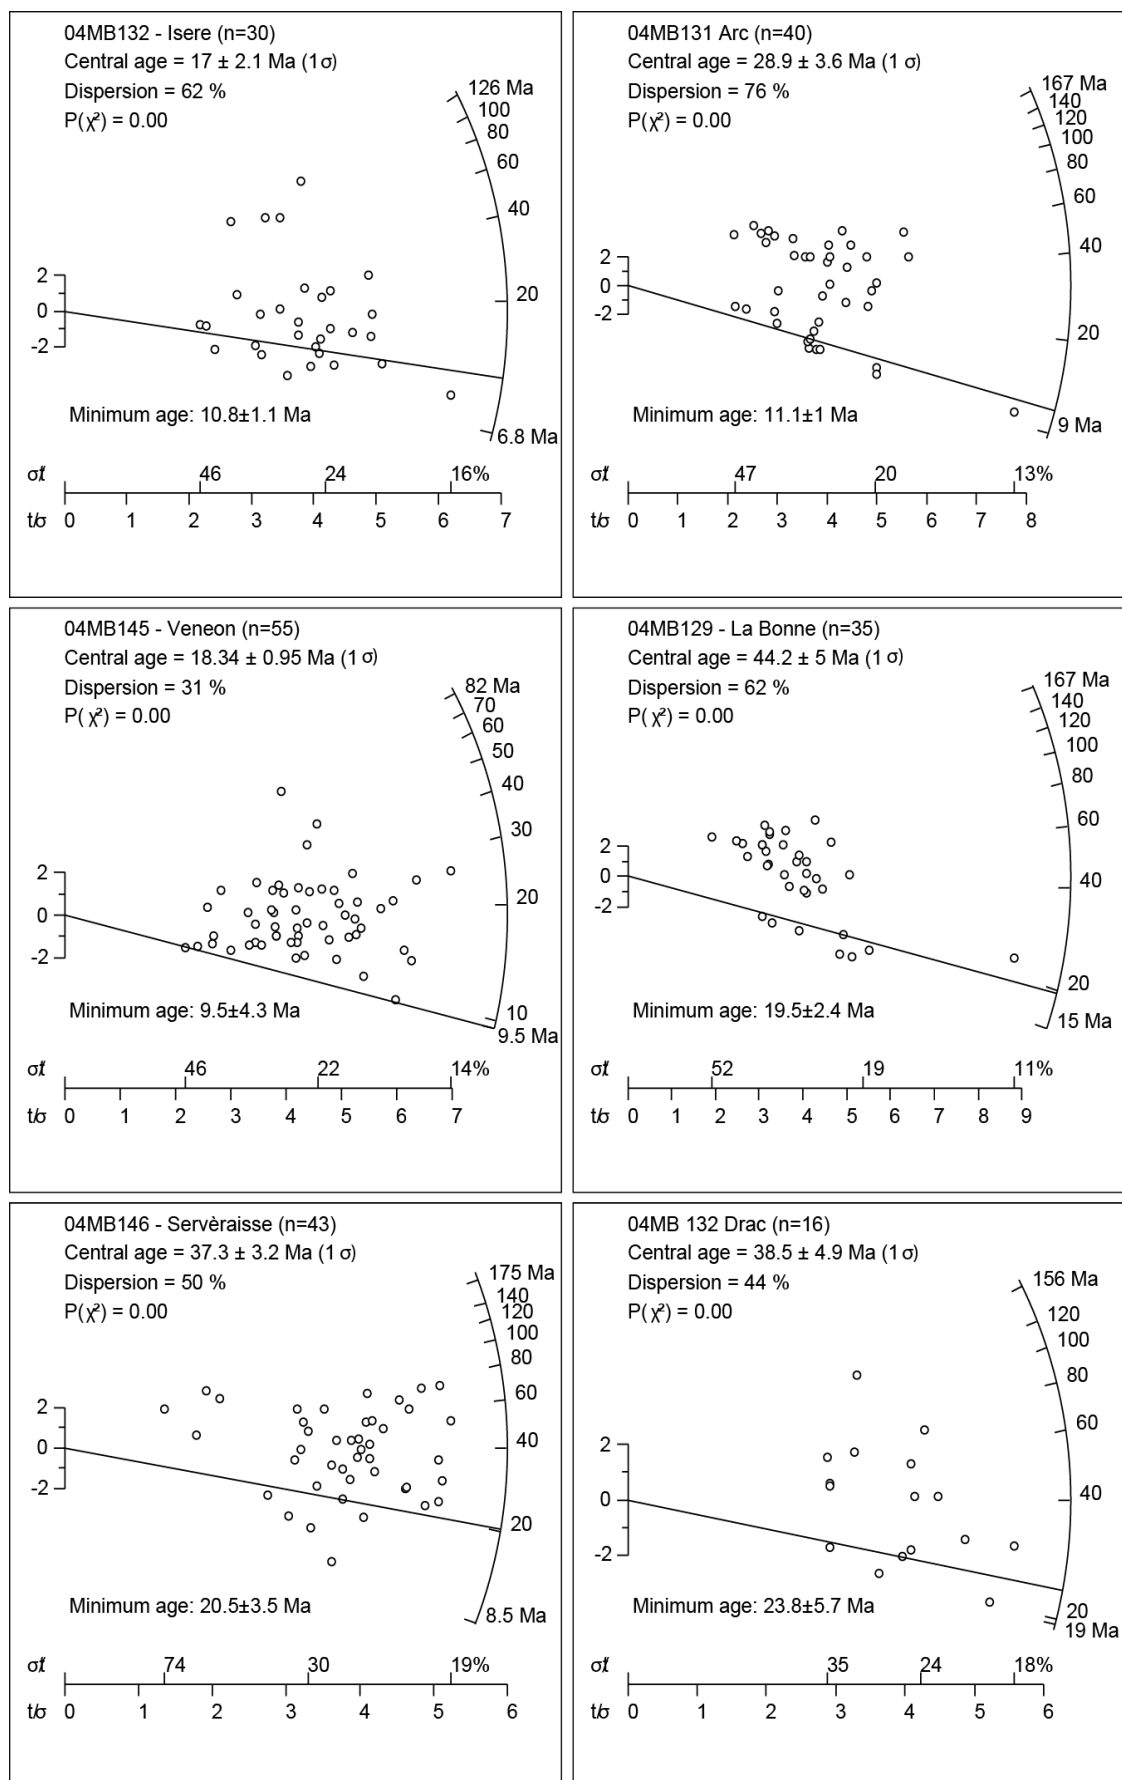 04MB132 - Isere (n=30)
Central age = 17 ± 2.1 Ma (1σ)
Dispersion = 62 %
P(χ²) = 0.00
126 Ma
100
80
60
40
20
6.8 Ma
2
0
-2
Minimum age: 10.8±1.1 Ma
σ/t
46
24
16%
t/σ
0 1 2 3 4 5 6 7
04MB131 Arc (n=40)
Central age = 28.9 ± 3.6 Ma (1 σ)
Dispersion = 76 %
P(χ²) = 0.00
167 Ma
140
120
100
80
60
40
20
9 Ma
2
0
-2
Minimum age: 11.1±1 Ma
σ/t
47
20
13%
t/σ
0 1 2 3 4 5 6 7 8
04MB145 - Veneon (n=55)
Central age = 18.34 ± 0.95 Ma (1 σ)
Dispersion = 31 %
P( χ²) = 0.00
82 Ma
70
60
50
40
30
20
10
9.5 Ma
2
0
-2
Minimum age: 9.5±4.3 Ma
σ/t
46
22
14%
t/σ
0 1 2 3 4 5 6 7
04MB129 - La Bonne (n=35)
Central age = 44.2 ± 5 Ma (1 σ)
Dispersion = 62 %
P(χ²) = 0.00
167 Ma
140
120
100
80
60
40
20
15 Ma
2
0
-2
Minimum age: 19.5±2.4 Ma
σ/t
52
19
11%
t/σ
0 1 2 3 4 5 6 7 8 9
04MB146 - Servèraisse (n=43)
Central age = 37.3 ± 3.2 Ma (1 σ)
Dispersion = 50 %
P(χ²) = 0.00
175 Ma
140
120
100
80
60
40
20
8.5 Ma
2
0
-2
Minimum age: 20.5±3.5 Ma
σ/t
74
30
19%
t/σ
0 1 2 3 4 5 6
04MB 132 Drac (n=16)
Central age = 38.5 ± 4.9 Ma (1σ)
Dispersion = 44 %
P(χ²) = 0.00
156 Ma
120
100
80
60
40
20
19 Ma
2
0
-2
Minimum age: 23.8±5.7 Ma
σ/t
35
24
18%
t/σ
0 1 2 3 4 5 6